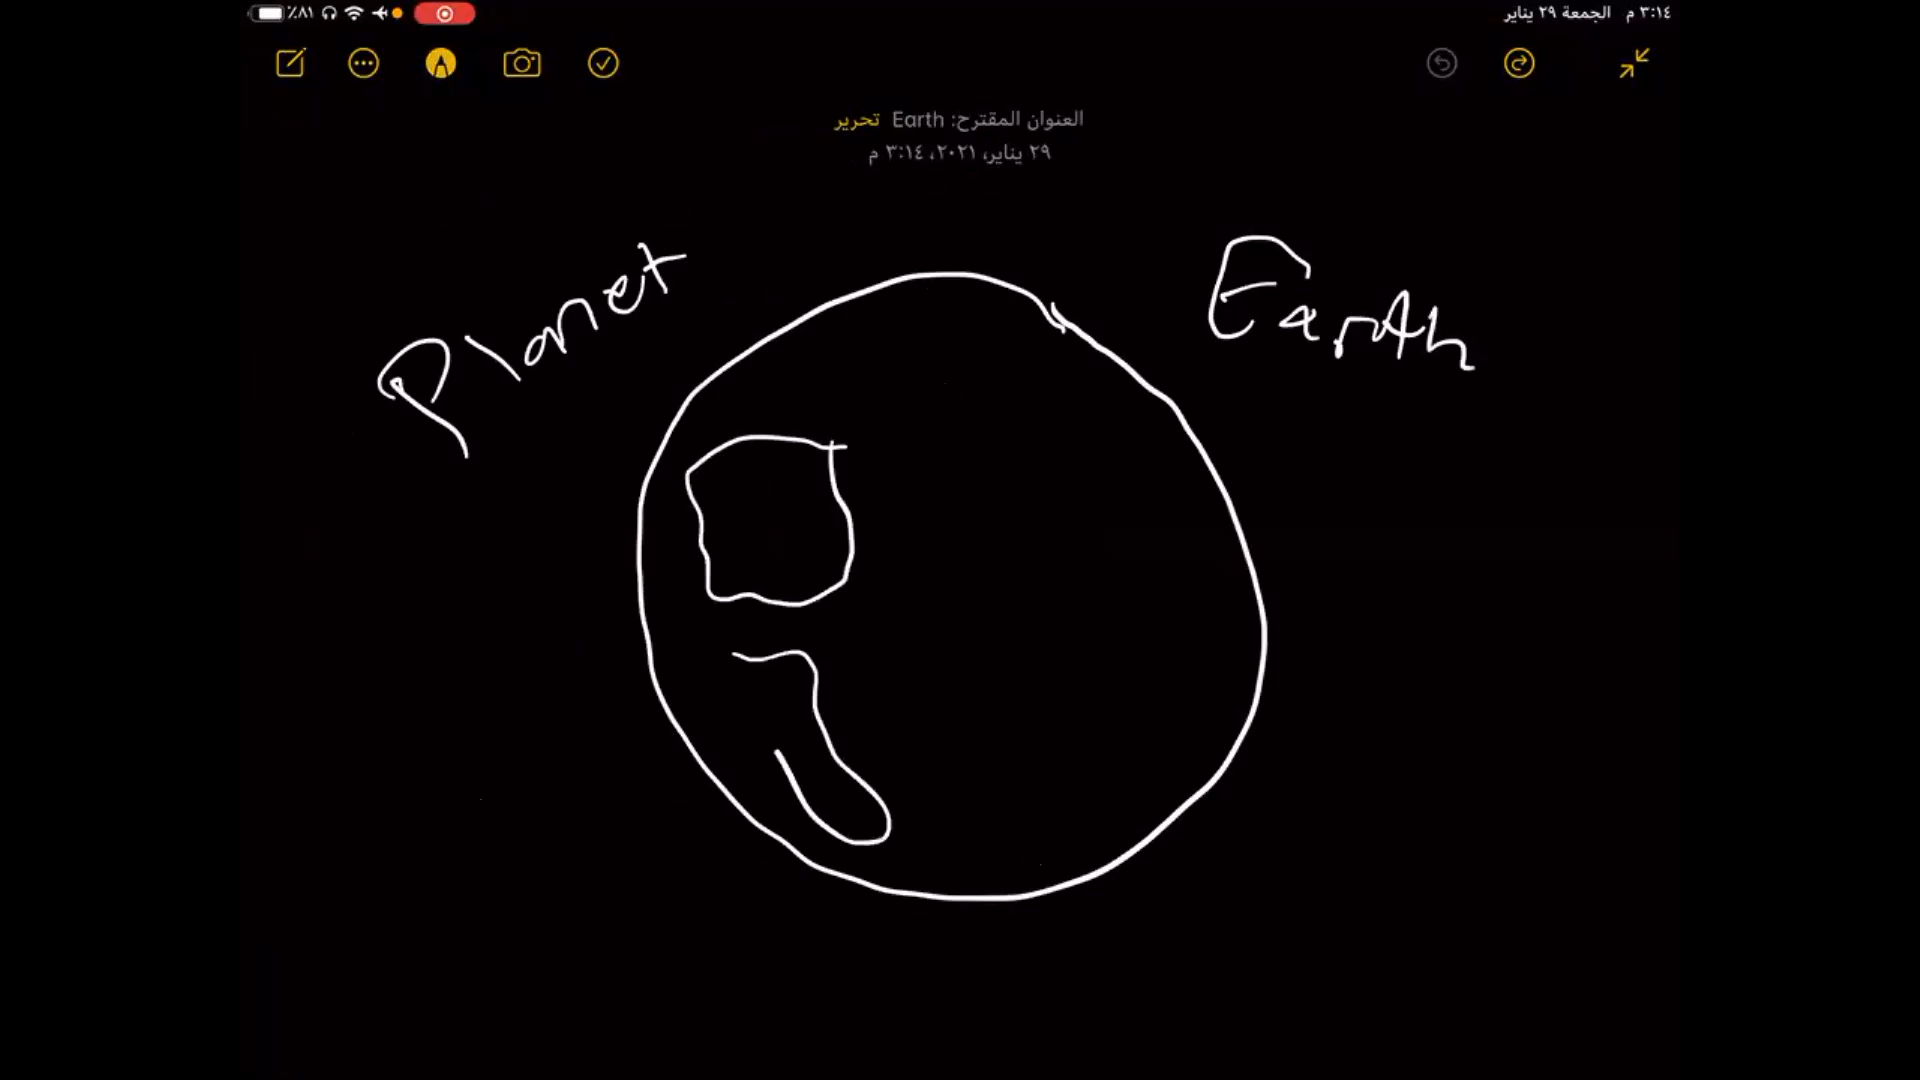 ٣:١٤ م الجمعة ٢٩ يناير
٪٨١
العنوان المقترح: Earth تحرير
٢٩ يناير، ٢٠٢١، ٣:١٤ م
Planet
Earth